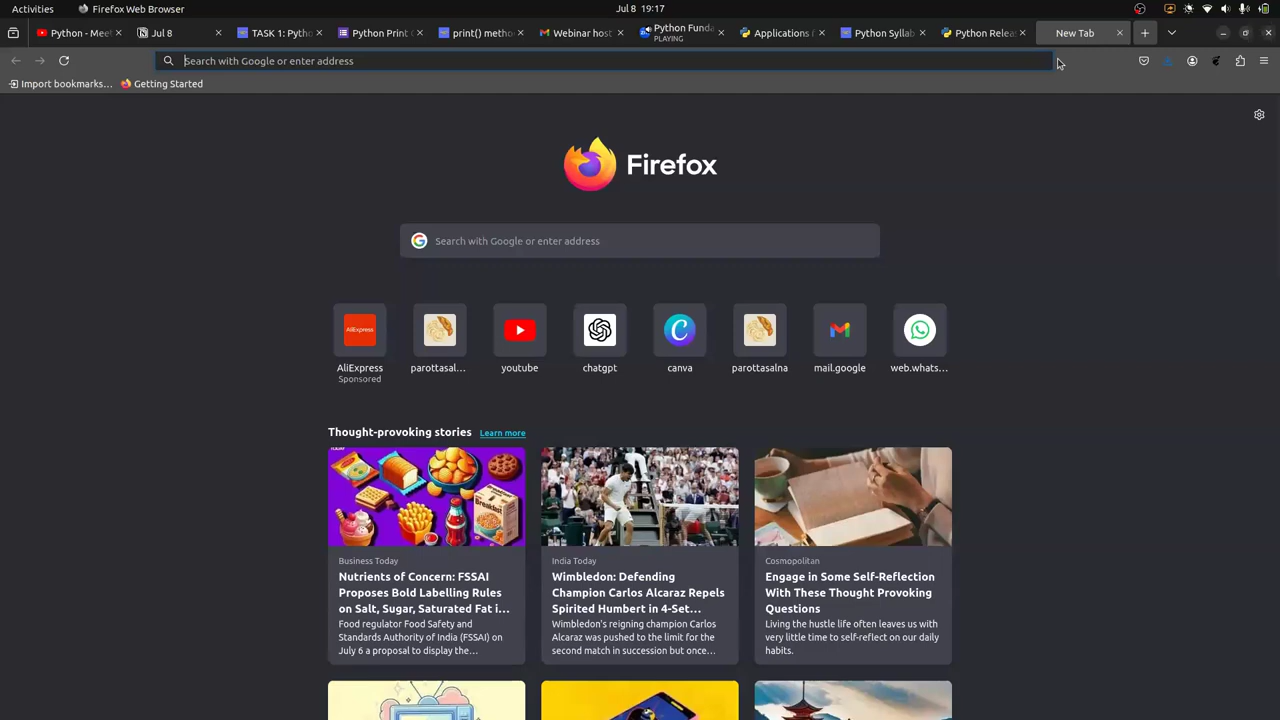 Activities
Firefox Web Browser
Jul 8 19:17
Python - Meet
Jul 8
TASK 1: Pytho
Python Print
print() metho
Webinar host
Python Funda
PLAYING
Applications
Python Syllab
Python Relea
New Tab
Search with Google or enter address
Import bookmarks...
Getting Started
Firefox
Search with Google or enter address
AliExpress
AliExpress
Sponsored
parottasal...
youtube
chatgpt
canva
parottasalna
mail.google
web.whats...
Thought-provoking stories
Learn more
Business Today
Nutrients of Concern: FSSAI
Proposes Bold Labelling Rules
on Salt, Sugar, Saturated Fat i...
Food regulator Food Safety and
Standards Authority of India (FSSAI) on
July 6 a proposal to display the...
India Today
Wimbledon: Defending
Champion Carlos Alcaraz Repels
Spirited Humbert in 4-Set...
Wimbledon's reigning champion Carlos
Alcaraz was pushed to the limit for the
second match in succession but once...
Cosmopolitan
Engage in Some Self-Reflection
With These Thought Provoking
Questions
Living the hustle life often leaves us with
very little time to self-reflect on our daily
habits.